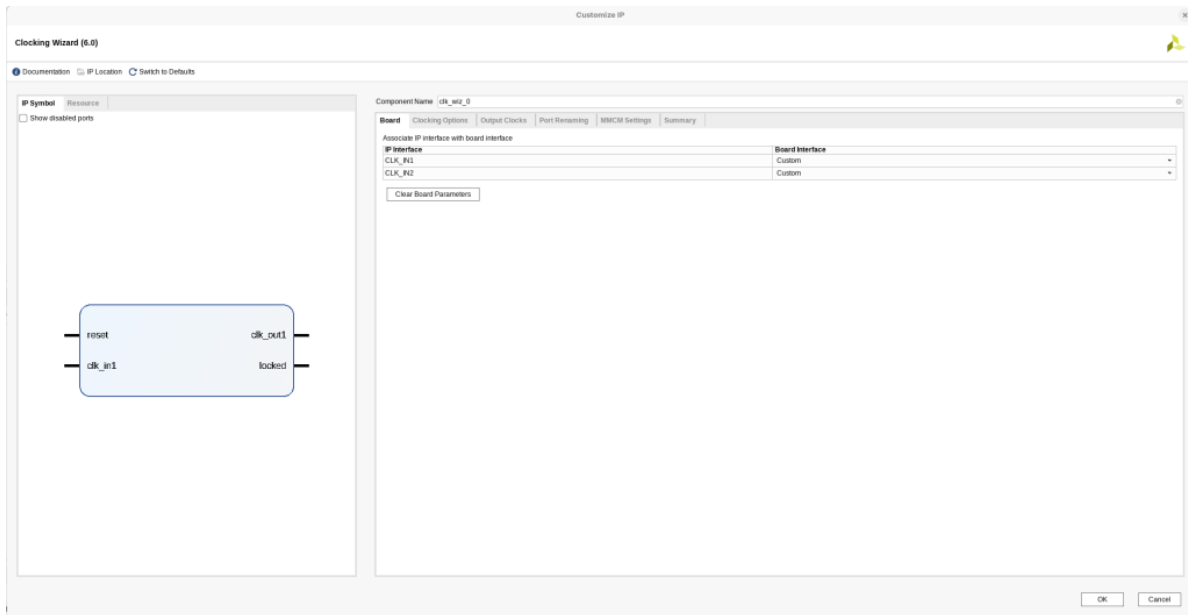 Customize IP
Clocking Wizard (6.0)
Documentation IP Location Switch to Defaults
IP Symbol Resource
Show disabled ports
reset clk_out1
clk_in1 locked
Component Name clk_wiz_0
Board Clocking Options Output Clocks Port Renaming MMCM Settings Summary
Associate IP interface with board interface
IP Interface Board Interface
CLK_IN1 Custom
CLK_IN2 Custom
Clear Board Parameters
OK Cancel